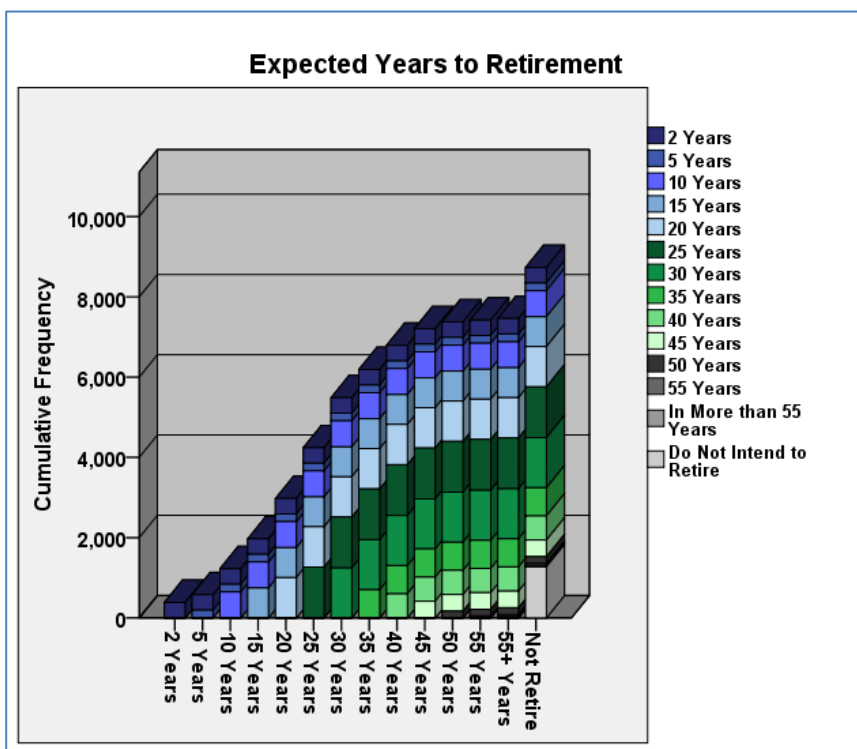 Expected Years to Retirement
Cumulative Frequency
10,000
8,000
6,000
4,000
2,000
0
2 Years
5 Years
10 Years
15 Years
20 Years
25 Years
30 Years
35 Years
40 Years
45 Years
50 Years
55 Years
55+ Years
Not Retire
2 Years
5 Years
10 Years
15 Years
20 Years
25 Years
30 Years
35 Years
40 Years
45 Years
50 Years
55 Years
In More than 55
Years
Do Not Intend to
Retire